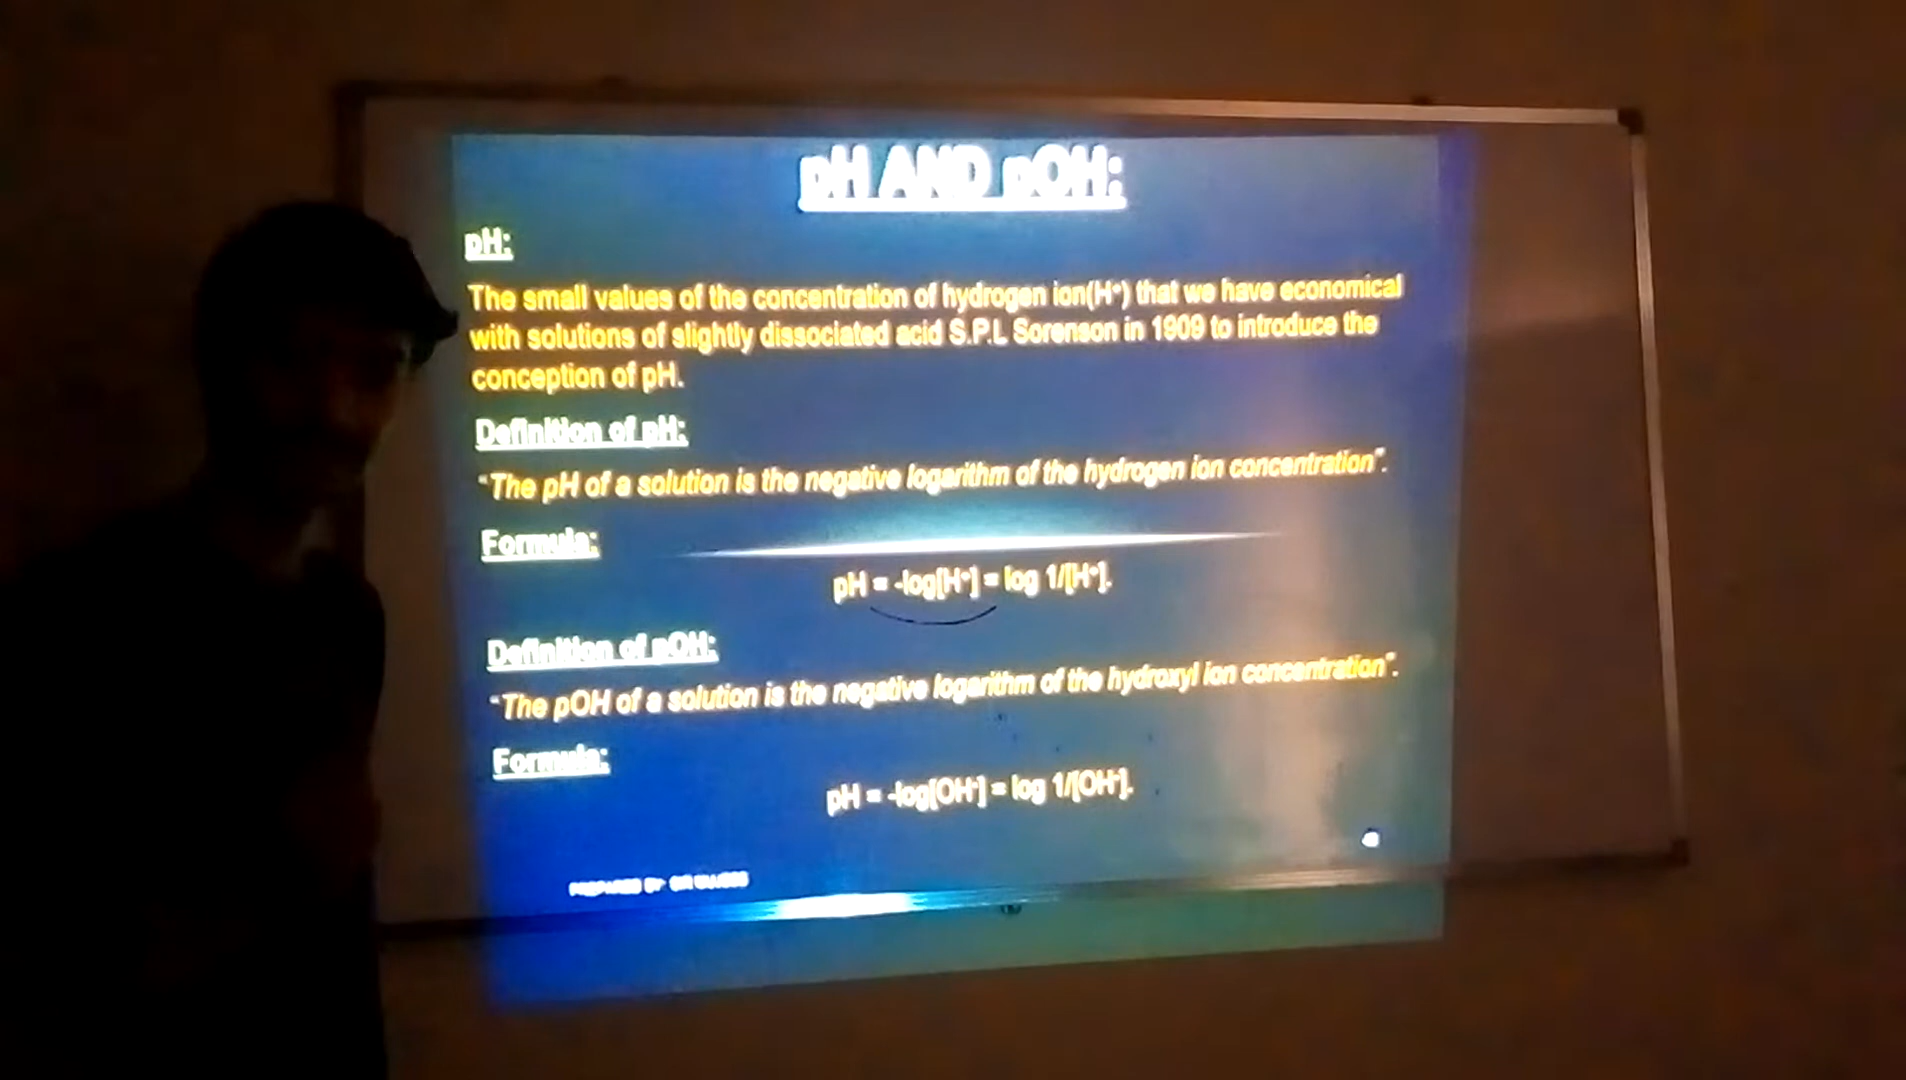 pH AND pOH:
pH:
The small values of the concentration of hydrogen ion(H⁺) that we have economical
with solutions of slightly dissociated acid S.P.L Sorenson in 1909 to introduce the
conception of pH.
Definition of pH:
"The pH of a solution is the negative logarithm of the hydrogen ion concentration".
Formula:
pH = -log[H⁺] = log 1/[H⁺].
Definition of pOH:
"The pOH of a solution is the negative logarithm of the hydroxyl ion concentration".
Formula:
pH = -log[OH⁻] = log 1/[OH⁻].
PREPARED BY SIR